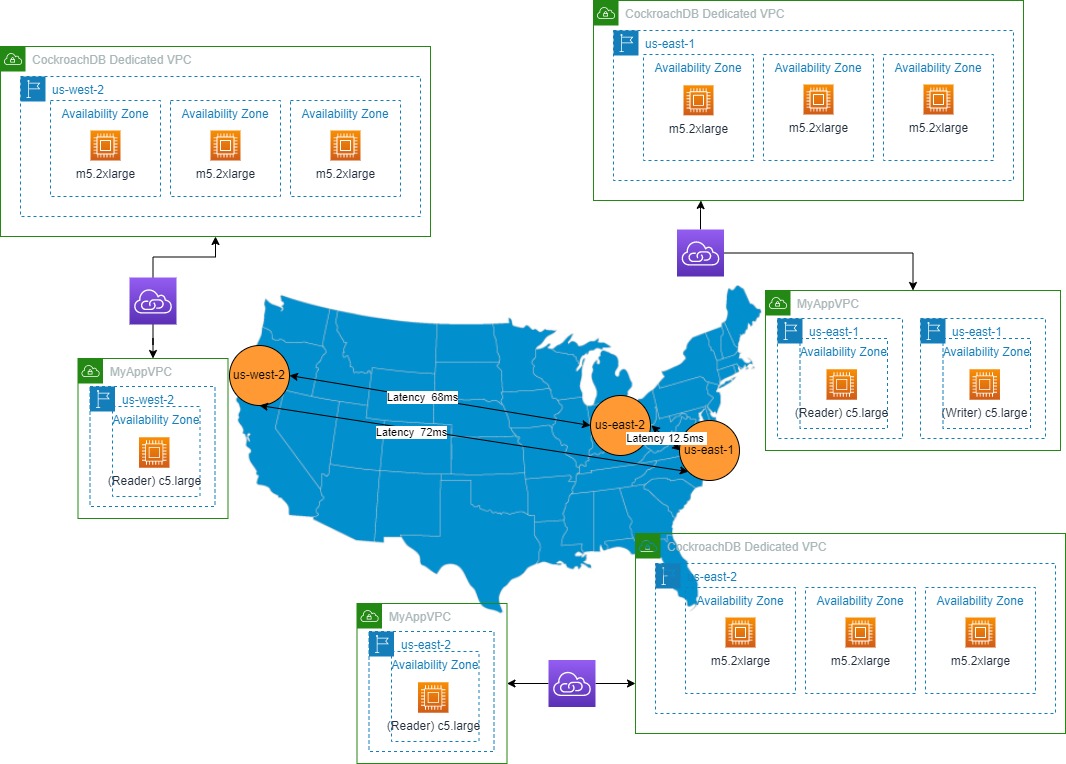 CockroachDB Dedicated VPC
us-east-1
Availability Zone
Availability Zone
Availability Zone
m5.2xlarge
m5.2xlarge
m5.2xlarge
CockroachDB Dedicated VPC
us-west-2
Availability Zone
Availability Zone
Availability Zone
m5.2xlarge
m5.2xlarge
m5.2xlarge
MyAppVPC
us-east-1
Availability Zone
(Reader) c5.large
us-east-1
Availability Zone
(Writer) c5.large
MyAppVPC
us-west-2
Availability Zone
(Reader) c5.large
us-west-2
Latency 68ms
Latency 72ms
us-east-2
Latency 12.5ms
us-east-1
CockroachDB Dedicated VPC
us-east-2
Availability Zone
Availability Zone
Availability Zone
m5.2xlarge
m5.2xlarge
m5.2xlarge
MyAppVPC
us-east-2
Availability Zone
(Reader) c5.large